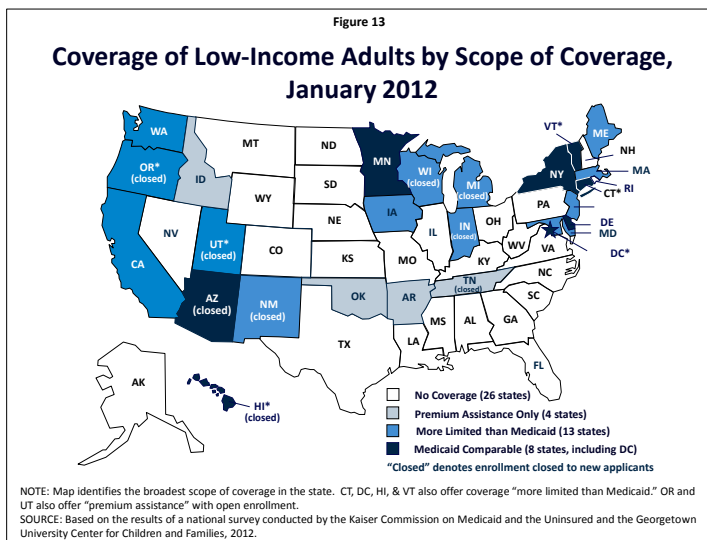 Figure 13
Coverage of Low-Income Adults by Scope of Coverage,
January 2012
WA
OR*
(closed)
CA
ID
NV
UT*
(closed)
AZ
(closed)
MT
WY
CO
NM
(closed)
ND
SD
NE
KS
OK
TX
MN
IA
MO
AR
LA
WI
(closed)
IL
MI
(closed)
IN
(closed)
OH
KY
TN
(closed)
MS
AL
GA
FL
SC
NC
VA
WV
PA
NY
VT*
ME
NH
MA
RI
CT*
DE
MD
DC*
AK
HI*
(closed)
No Coverage (26 states)
Premium Assistance Only (4 states)
More Limited than Medicaid (13 states)
Medicaid Comparable (8 states, including DC)
“Closed” denotes enrollment closed to new applicants
NOTE: Map identifies the broadest scope of coverage in the state. CT, DC, HI, & VT also offer coverage “more limited than Medicaid.” OR and
UT also offer “premium assistance” with open enrollment.
SOURCE: Based on the results of a national survey conducted by the Kaiser Commission on Medicaid and the Uninsured and the Georgetown
University Center for Children and Families, 2012.